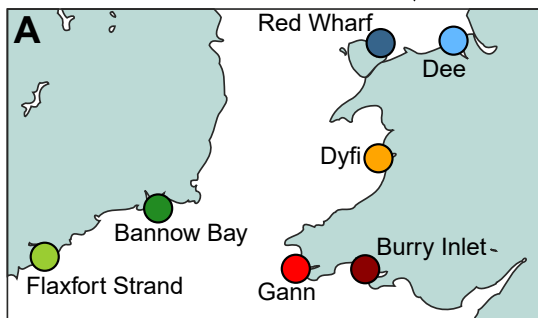 A
Red Wharf
Dee
Dyfi
Bannow Bay
Burry Inlet
Flaxfort Strand
Gann